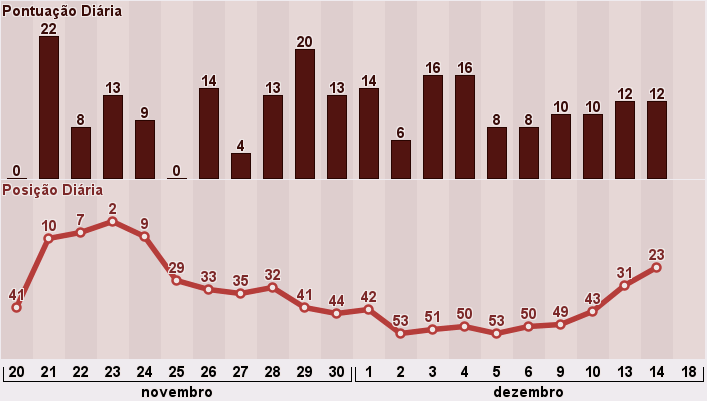 Pontuação Diária
0 22 8 13 9 0 14 4 13 20 13 14 6 16 16 8 8 10 10 12 12
Posição Diária
41 10 7 2 9 29 33 35 32 41 44 42 53 51 50 53 50 49 43 31 23
20 21 22 23 24 25 26 27 28 29 30 1 2 3 4 5 6 9 10 13 14 18
novembro dezembro